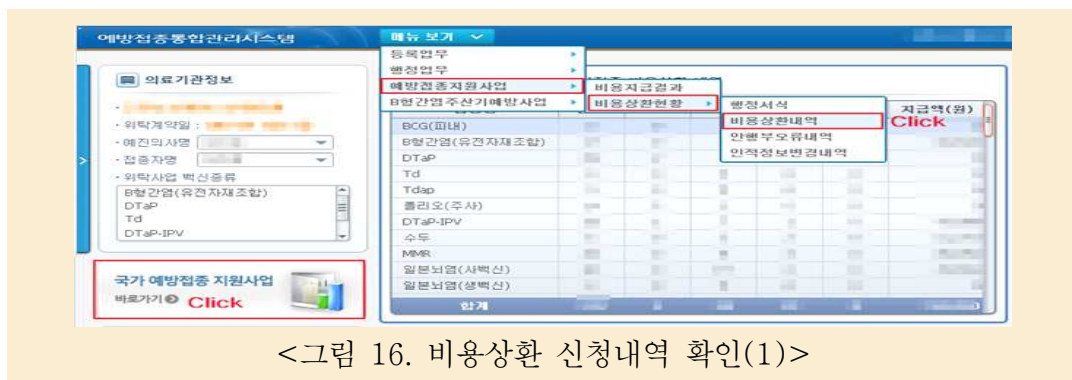 예방접종통합관리시스템
메뉴 보기
등록업무
행정업무
예방접종지원사업
B형간염주산기예방사업
비용지급결과
비용상환현황
행정서식
비용상환내역
안행부오류내역
인적정보변경내역
Click
지급액(원)
의료기관정보
- 위탁계약일 :
- 예진의사명
- 접종자명
- 위탁사업 백신종류
B형간염(유전자재조합)
DTaP
Td
DTaP-IPV
국가 예방접종 지원사업
바로가기 Click
BCG(피내)
B형간염(유전자재조합)
DTaP
Td
Tdap
폴리오(주사)
DTaP-IPV
수두
MMR
일본뇌염(사백신)
일본뇌염(생백신)
합계
<그림 16. 비용상환 신청내역 확인(1)>